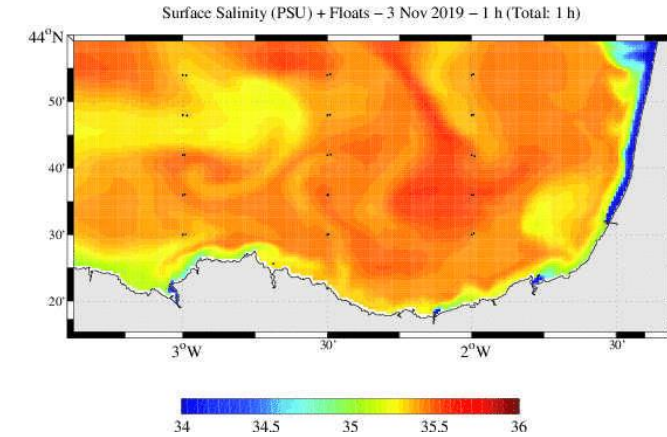 Surface Salinity (PSU) + Floats − 3 Nov 2019 − 1 h (Total: 1 h)
44°N
50'
40'
30'
20'
3°W 30' 2°W 30'
34 34.5 35 35.5 36